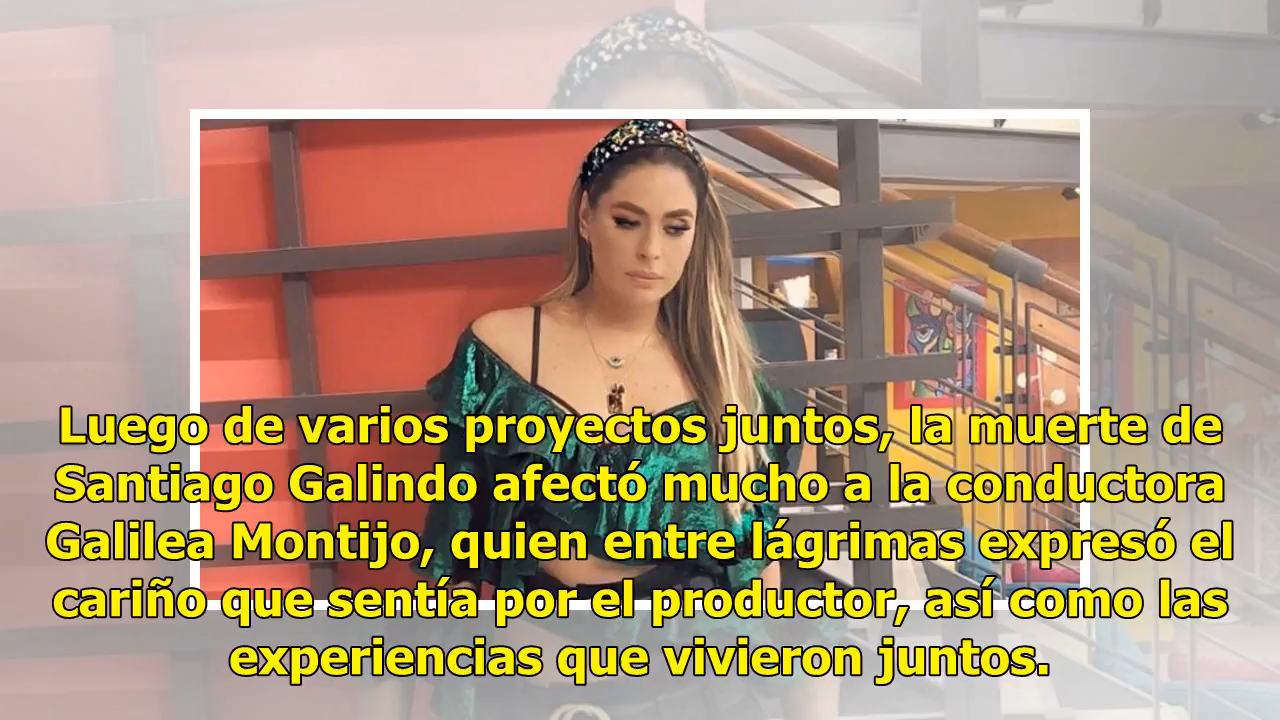 Luego de varios proyectos juntos, la muerte de
Santiago Galindo afectó mucho a la conductora
Galilea Montijo, quien entre lágrimas expresó el
cariño que sentía por el productor, así como las
experiencias que vivieron juntos.